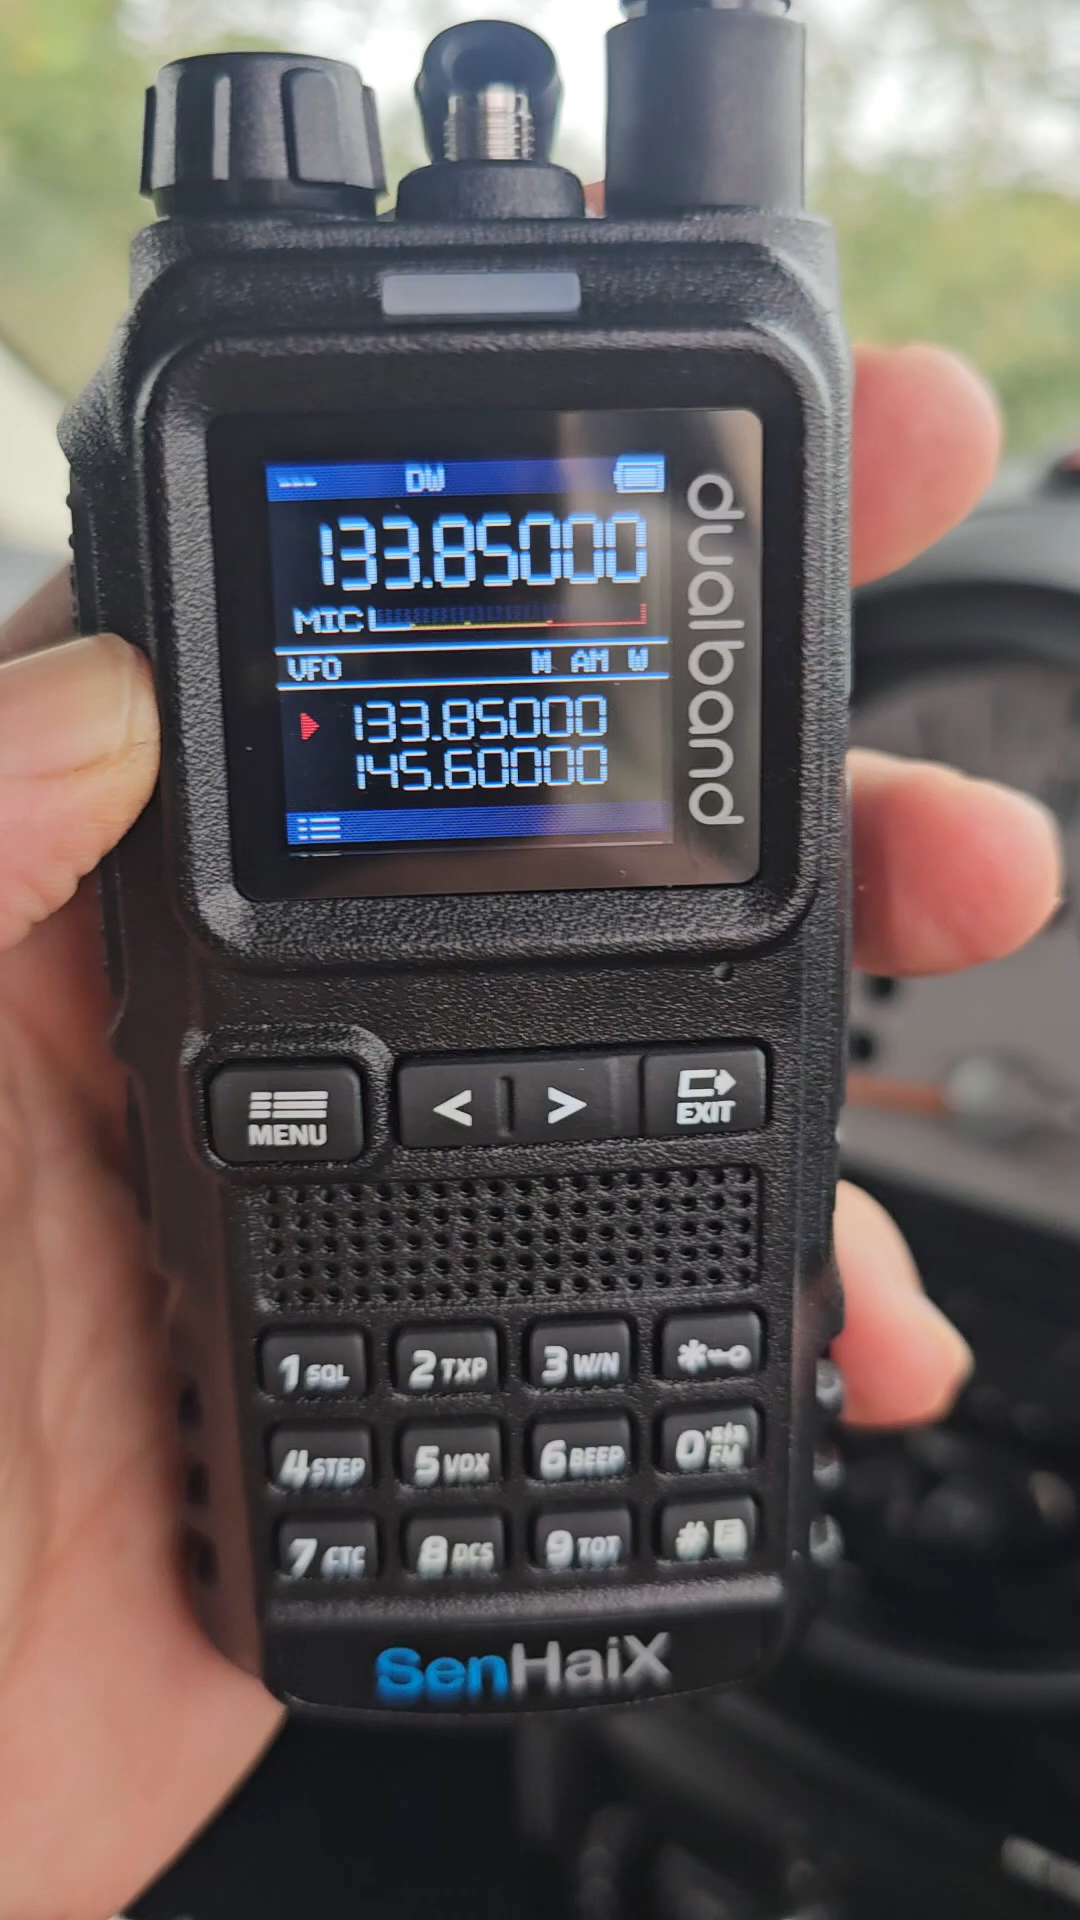 DW
133.85000
MIC
VFO M AM W
133.85000
145.60000
dualband
MENU < > EXIT
1 SQL 2 TXP 3 W/N *
4 STEP 5 VOX 6 BEEP 0 FM
7 CTC 8 DCS 9 TOT #
SenHaiX